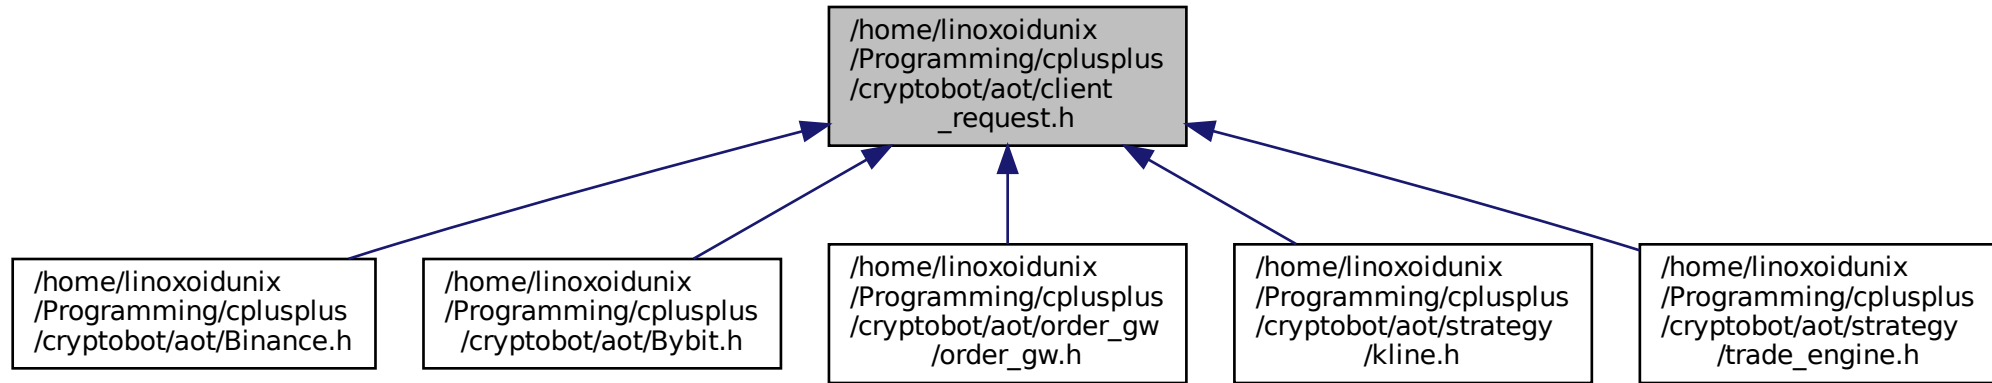 /home/linoxoidunix
/Programming/cplusplus
/cryptobot/aot/client
_request.h
/home/linoxoidunix
/Programming/cplusplus
/cryptobot/aot/Binance.h
/home/linoxoidunix
/Programming/cplusplus
/cryptobot/aot/Bybit.h
/home/linoxoidunix
/Programming/cplusplus
/cryptobot/aot/order_gw
/order_gw.h
/home/linoxoidunix
/Programming/cplusplus
/cryptobot/aot/strategy
/kline.h
/home/linoxoidunix
/Programming/cplusplus
/cryptobot/aot/strategy
/trade_engine.h